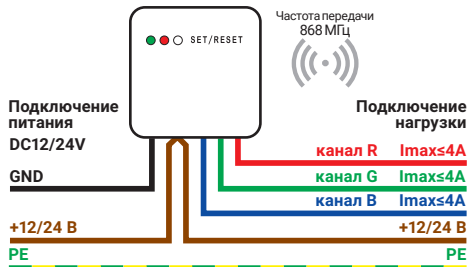 Частота передачи
868 МГц
SET/RESET
Подключение
питания
DC12/24V
GND
+12/24 В
PE
Подключение
нагрузки
канал R Imax≤4A
канал G Imax≤4A
канал B Imax≤4A
+12/24 В
PE